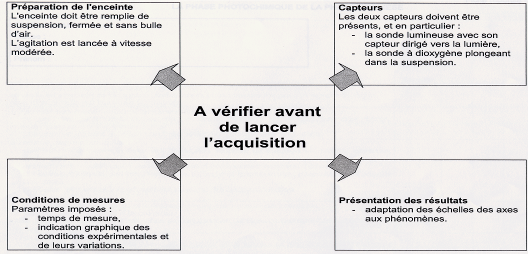 Préparation de l'enceinte
L'enceinte doit être remplie de
suspension, fermée et sans bulle
d'air.
L'agitation est lancée à vitesse
modérée.
Capteurs
Les deux capteurs doivent être
présents, et en particulier :
- la sonde lumineuse avec son
capteur dirigé vers la lumière,
- la sonde à dioxygène plongeant
dans la suspension.
A vérifier avant
de lancer
l'acquisition
Conditions de mesures
Paramètres imposés :
- temps de mesure,
- indication graphique des
conditions expérimentales et
de leurs variations.
Présentation des résultats
- adaptation des échelles des axes
aux phénomènes.